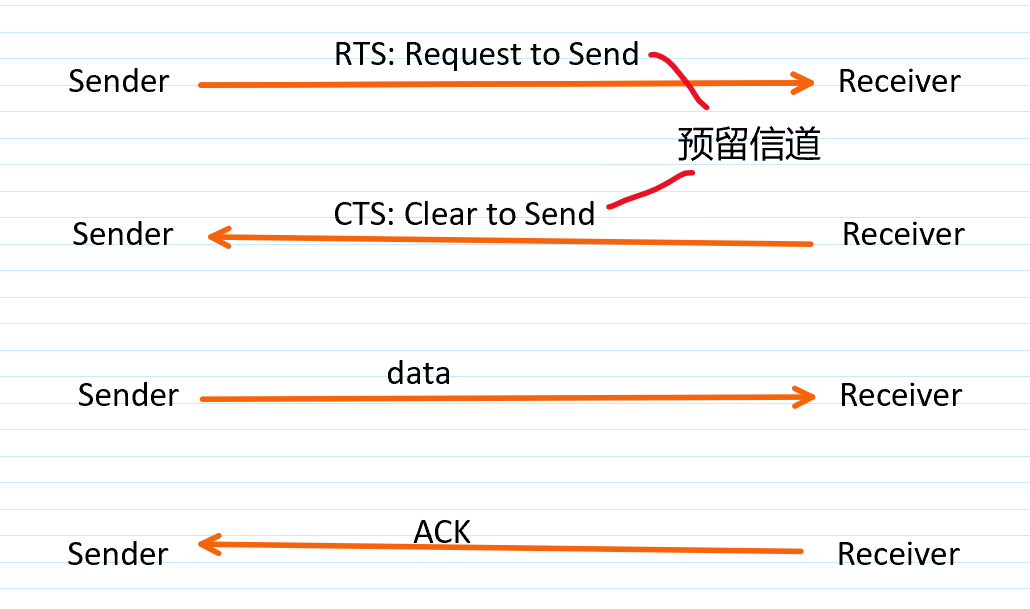 RTS: Request to Send
Sender
Receiver
预留信道
CTS: Clear to Send
Sender
Receiver
data
Sender
Receiver
ACK
Sender
Receiver